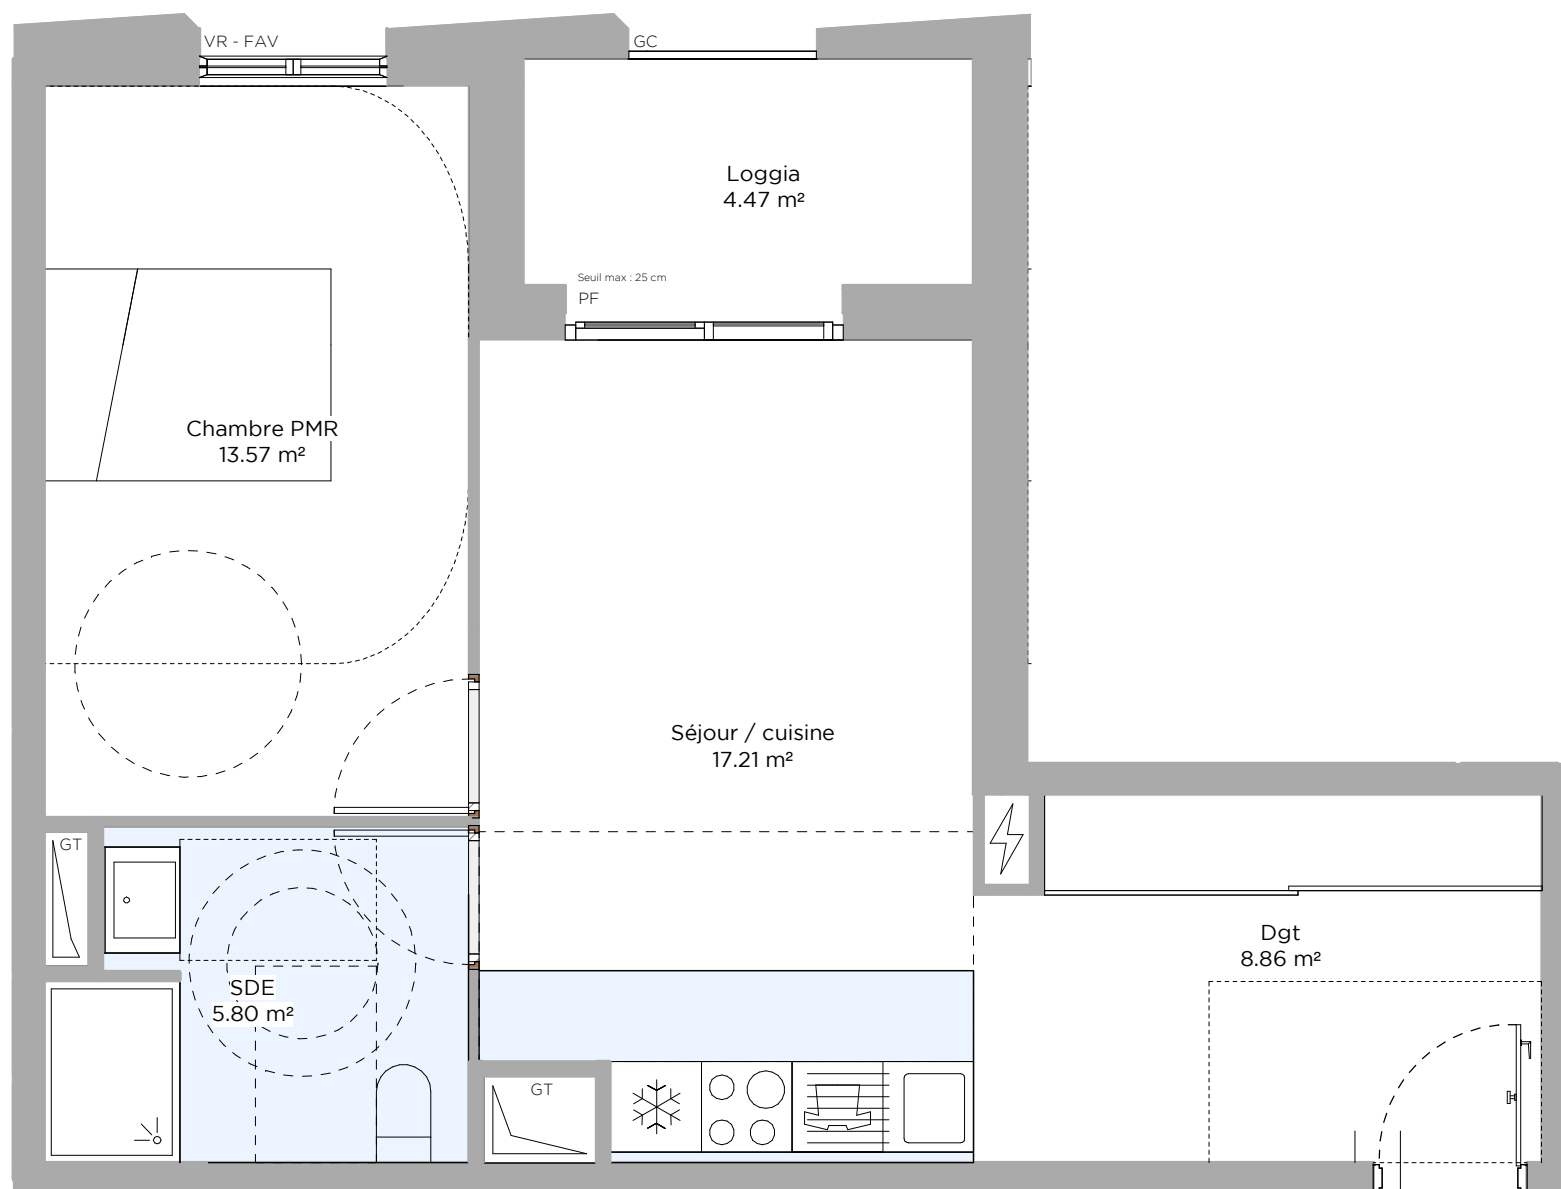 VR - FAV
GC
Loggia
4.47 m²
Seuil max : 25 cm
PF
Chambre PMR
13.57 m²
Séjour / cuisine
17.21 m²
GT
Dgt
8.86 m²
SDE
5.80 m²
GT